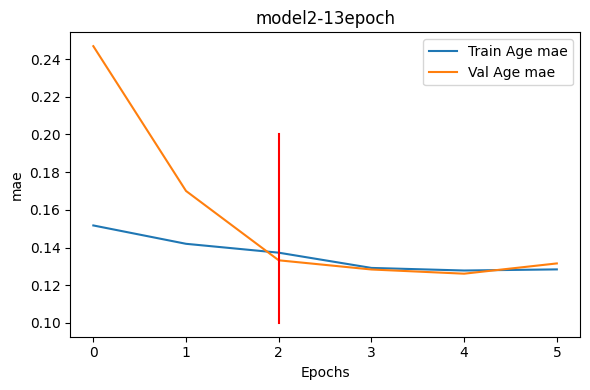 model2-13epoch
Train Age mae
Val Age mae
mae
0.24
0.22
0.20
0.18
0.16
0.14
0.12
0.10
0 1 2 3 4 5
Epochs